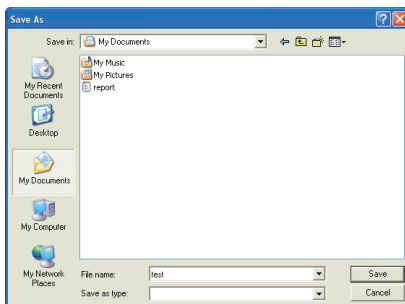 Save As
Save in:
My Documents
My Music
My Pictures
report
My Recent
Documents
Desktop
My Documents
My Computer
My Network
Places
File name:
test
Save
Save as type:
Cancel